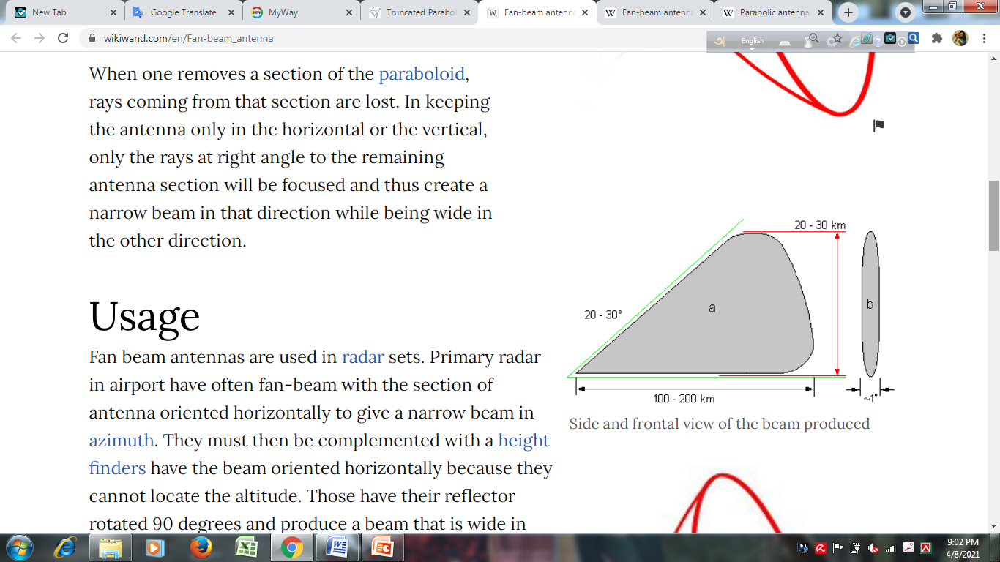 New Tab
Google Translate
MyWay
Truncated Parabol
Fan-beam antenna
Fan-beam antenna
Parabolic antenna
wikiwand.com/en/Fan-beam_antenna
English
When one removes a section of the paraboloid,
rays coming from that section are lost. In keeping
the antenna only in the horizontal or the vertical,
only the rays at right angle to the remaining
antenna section will be focused and thus create a
narrow beam in that direction while being wide in
the other direction.
20 - 30 km
20 - 30°
a
b
100 - 200 km
~1°
Side and frontal view of the beam produced
Usage
Fan beam antennas are used in radar sets. Primary radar
in airport have often fan-beam with the section of
antenna oriented horizontally to give a narrow beam in
azimuth. They must then be complemented with a height
finders have the beam oriented horizontally because they
cannot locate the altitude. Those have their reflector
rotated 90 degrees and produce a beam that is wide in
9:02 PM
4/8/2021